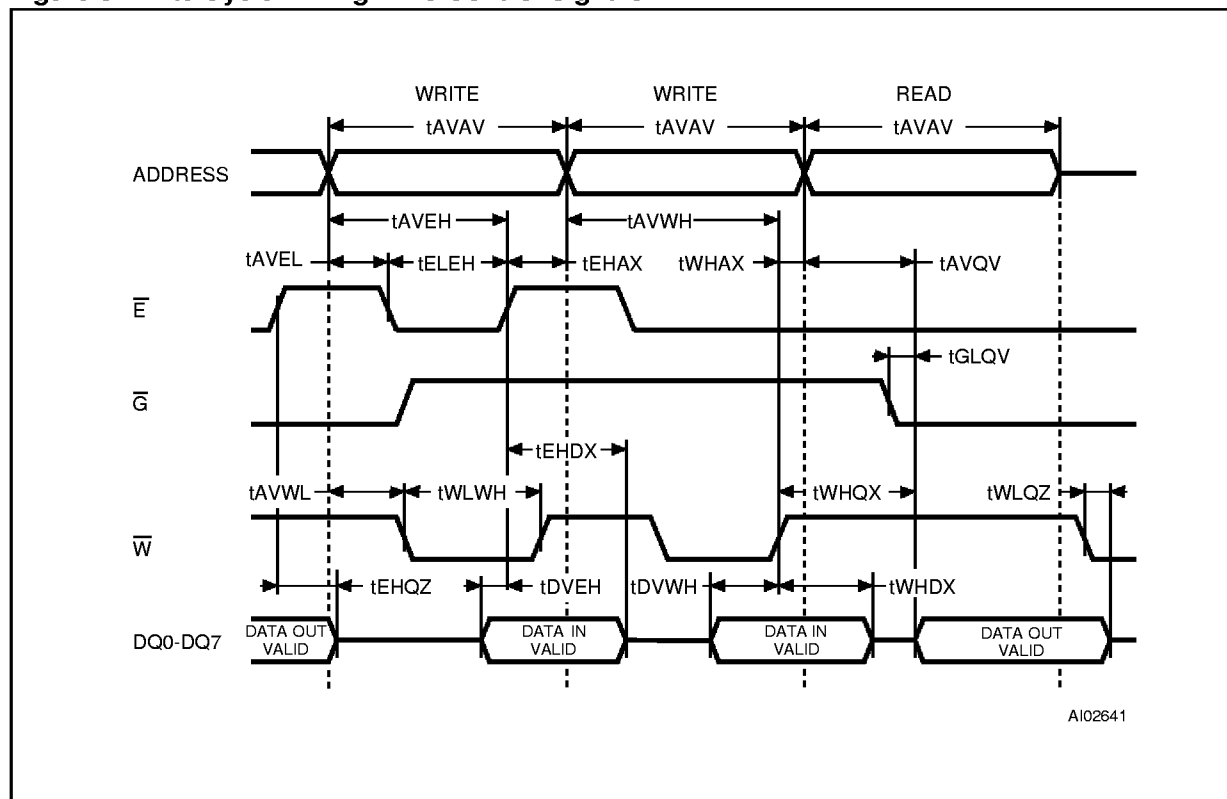 WRITE WRITE READ
tAVAV tAVAV tAVAV
ADDRESS
tAVEH tAVWH
tAVEL tELEH tEHAX tWHAX tAVQV
E
tGLQV
G
tEHDX
tAVWL tWLWH tWHQX tWLQZ
W
tEHQZ tDVEH tDVWH tWHDX
DQ0-DQ7 DATA OUT VALID DATA IN VALID DATA IN VALID DATA OUT VALID
AI02641